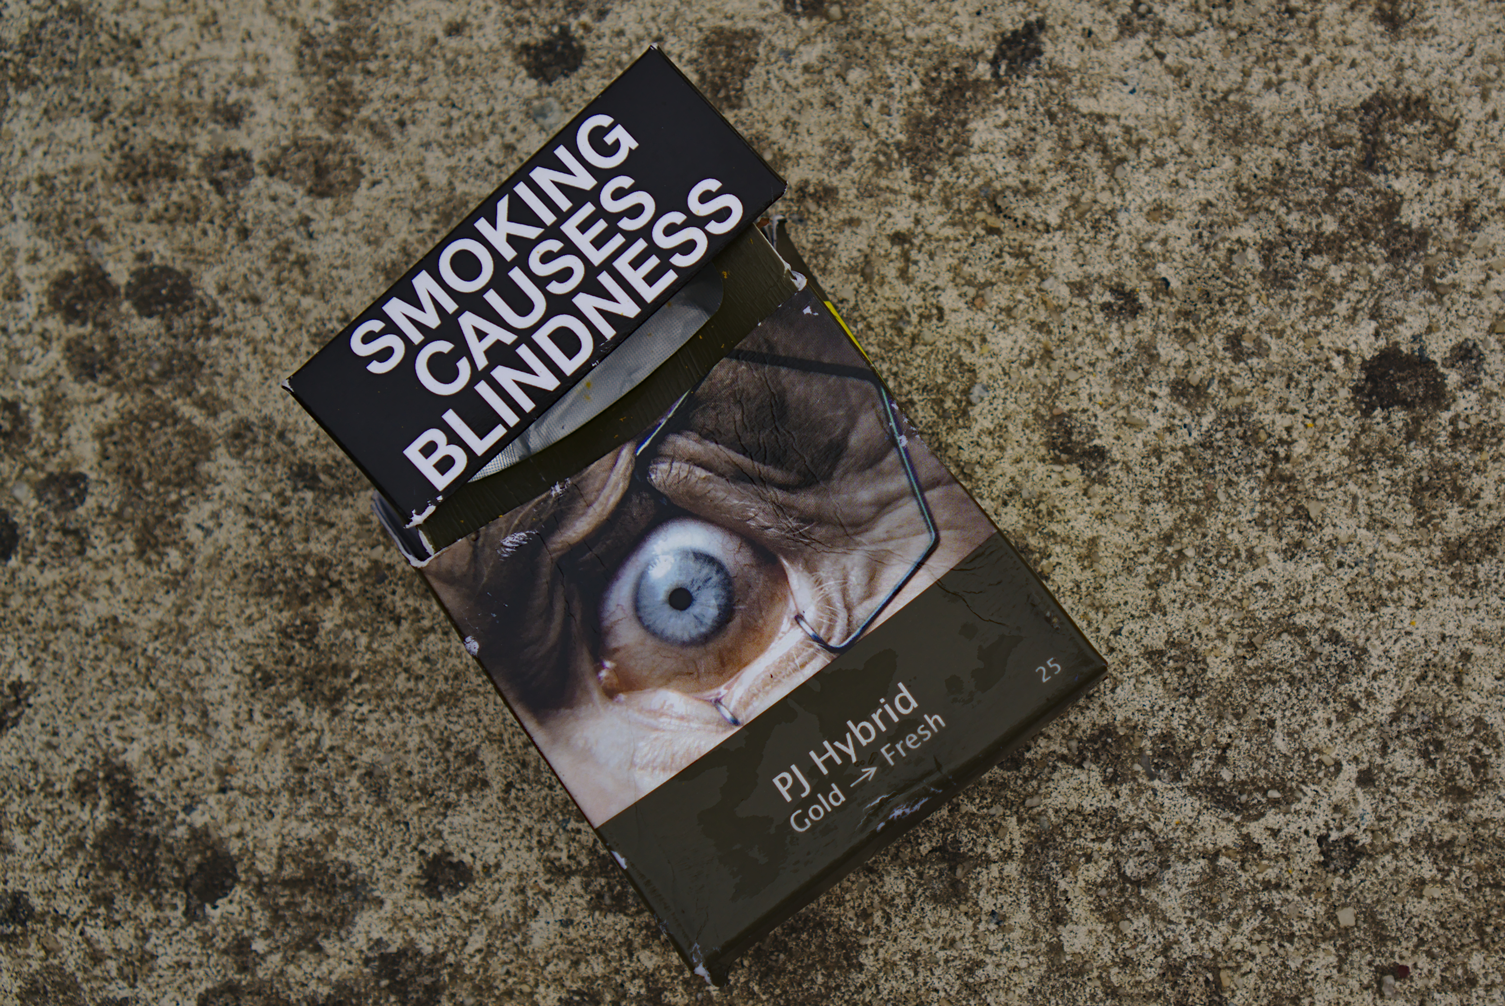 SMOKING
CAUSES
BLINDNESS
PJ Hybrid
Gold → Fresh
25